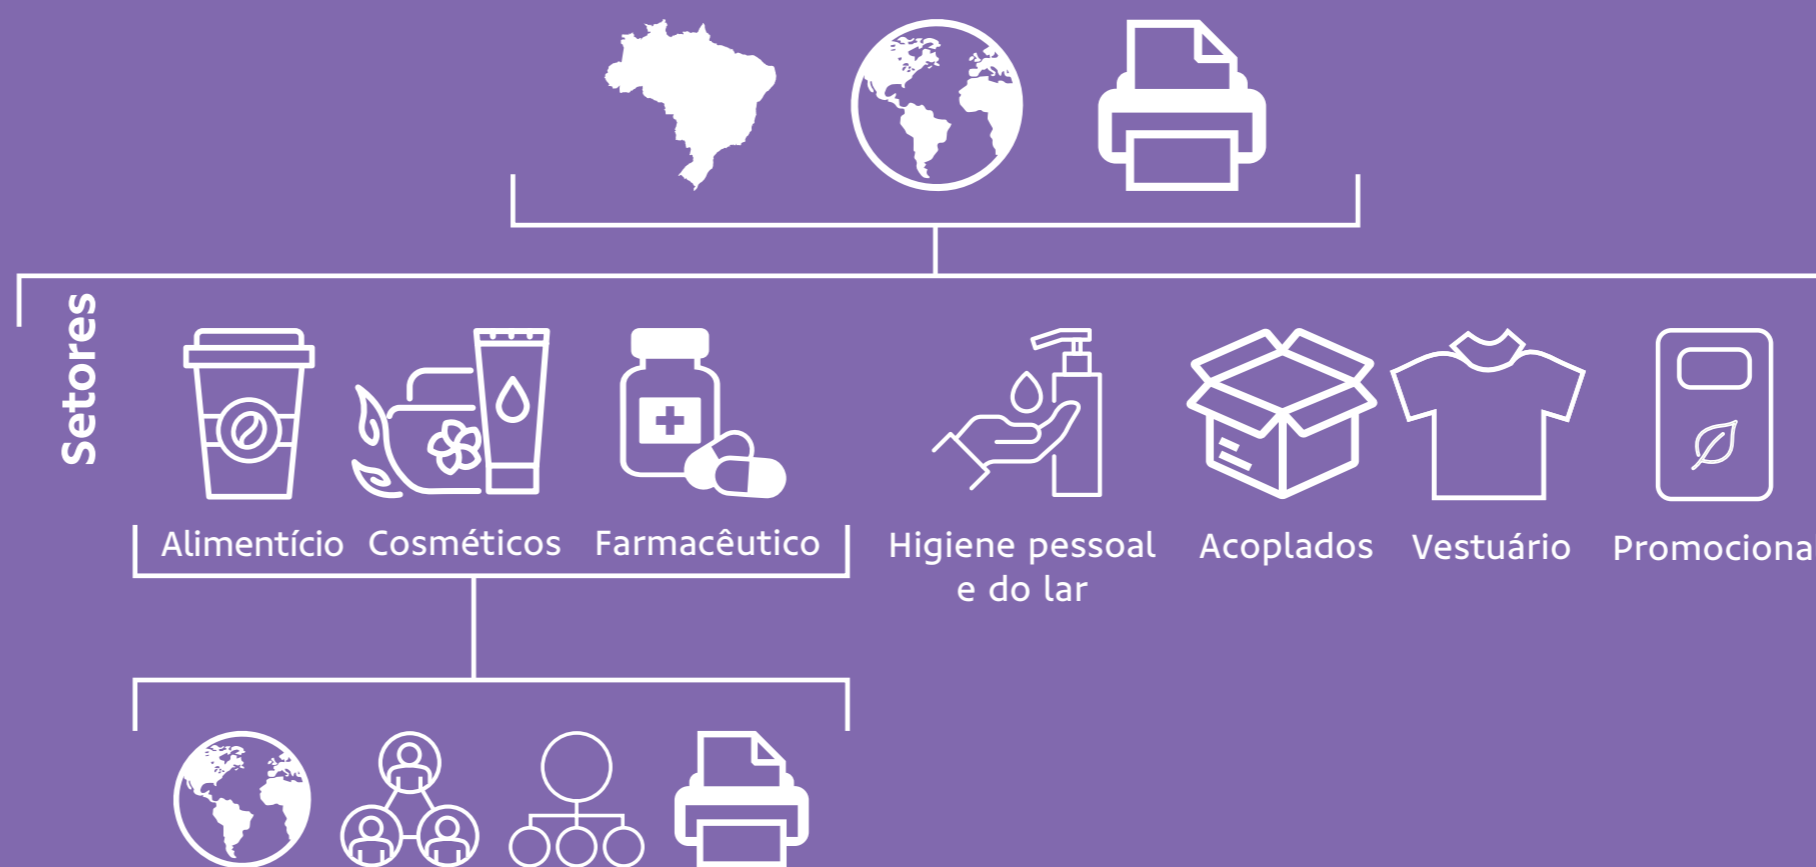 Setores
Alimentício
Cosméticos
Farmacêutico
Higiene pessoal
e do lar
Acoplados
Vestuário
Promociona